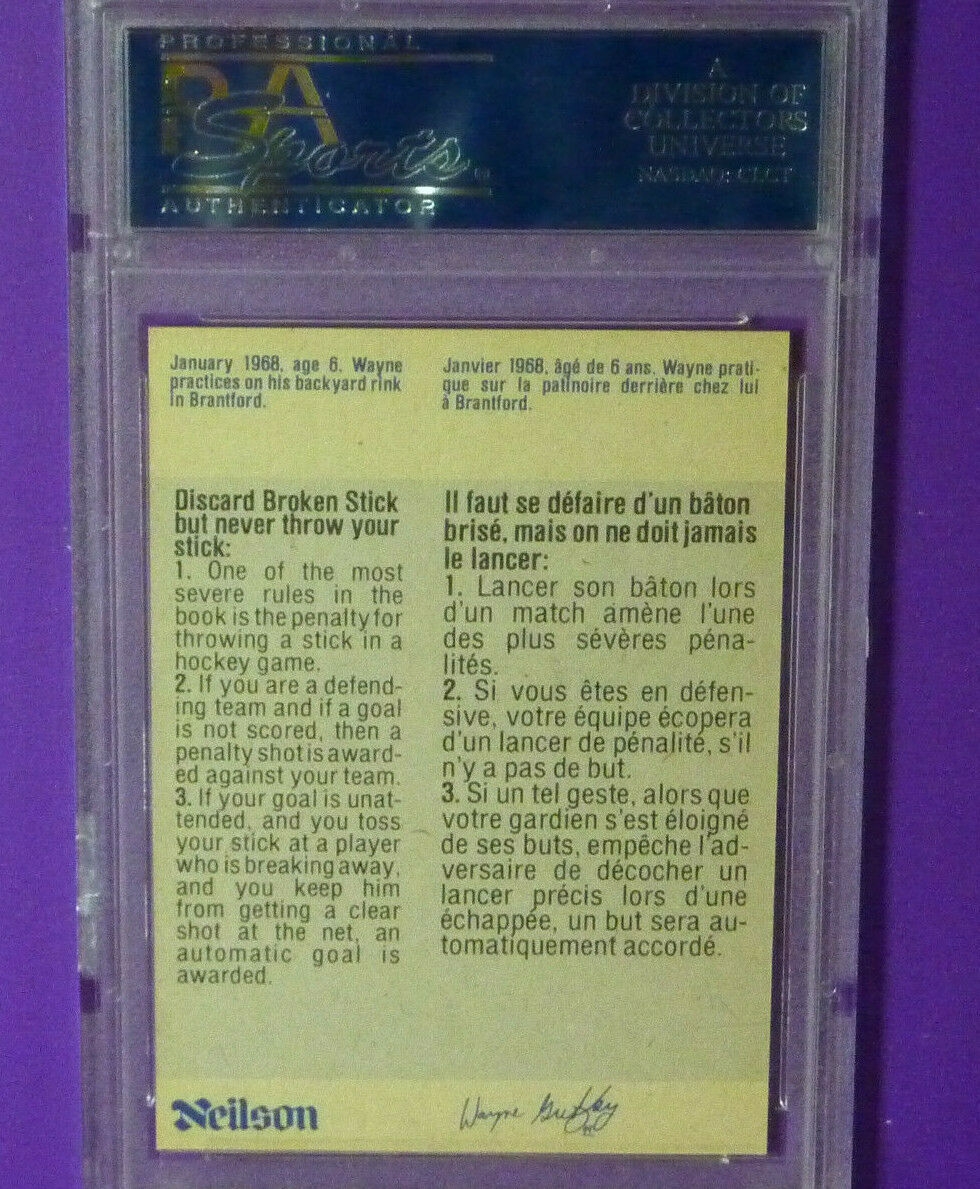 PROFESSIONAL
PSA
Sports
AUTHENTICATOR
A
DIVISION OF
COLLECTORS
UNIVERSE
NASDAQ: CLCT
January 1968, age 6. Wayne
practices on his backyard rink
in Brantford.
Janvier 1968, âgé de 6 ans. Wayne prati-
que sur la patinoire derrière chez lui
à Brantford.
Discard Broken Stick
but never throw your
stick:
1. One of the most
severe rules in the
book is the penalty for
throwing a stick in a
hockey game.
2. If you are a defend-
ing team and if a goal
is not scored, then a
penalty shot is award-
ed against your team.
3. If your goal is unat-
tended, and you toss
your stick at a player
who is breaking away,
and you keep him
from getting a clear
shot at the net, an
automatic goal is
awarded.
Il faut se défaire d'un bâton
brisé, mais on ne doit jamais
le lancer:
1. Lancer son bâton lors
d'un match amène l'une
des plus sévères péna-
lités.
2. Si vous êtes en défen-
sive, votre équipe écopera
d'un lancer de pénalité, s'il
n'y a pas de but.
3. Si un tel geste, alors que
votre gardien s'est éloigné
de ses buts, empêche l'ad-
versaire de décocher un
lancer précis lors d'une
échappée, un but sera au-
tomatiquement accordé.
Neilson
Wayne Gretzky